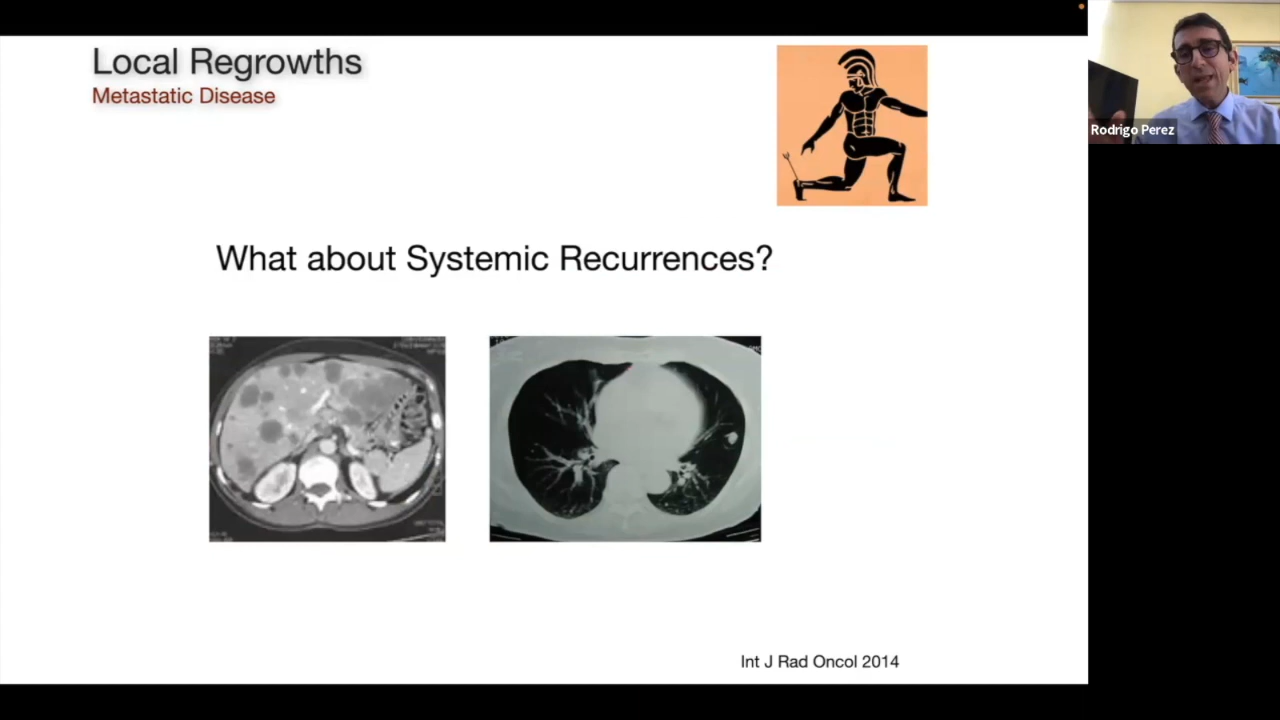 Local Regrowths
Metastatic Disease
What about Systemic Recurrences?
Int J Rad Oncol 2014
Rodrigo Perez